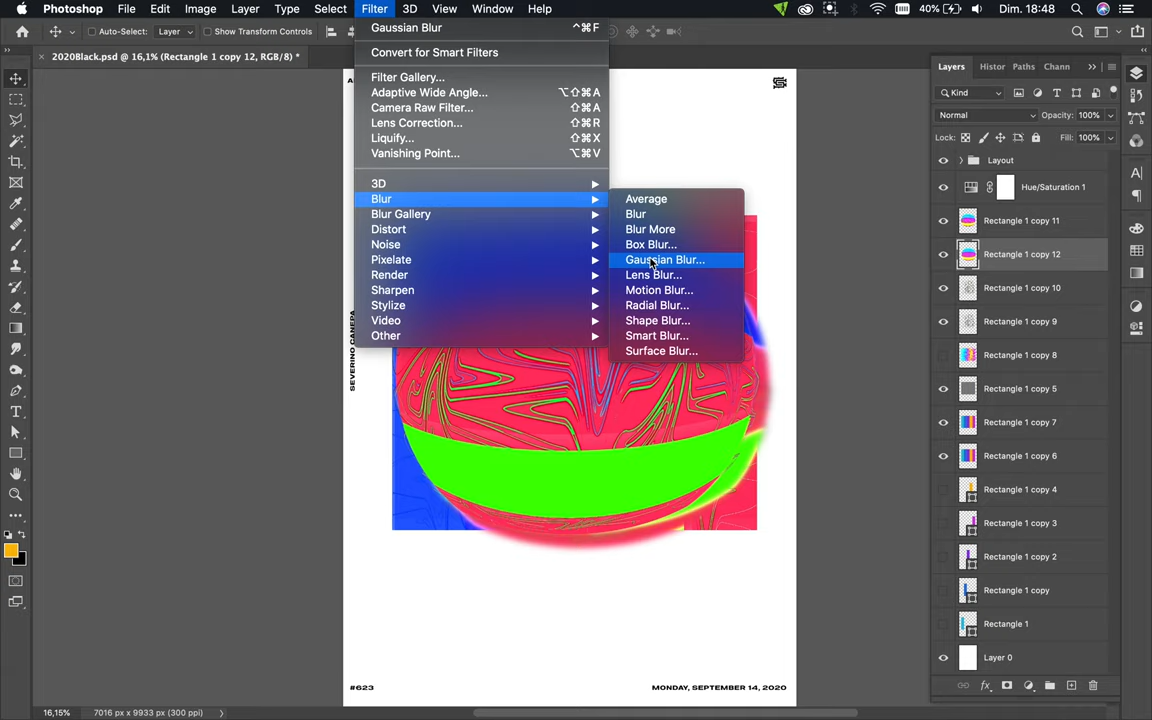 Photoshop File Edit Image Layer Type Select Filter 3D View Window Help 40% Dim. 18:48
Auto-Select: Layer Show Transform Controls
2020Black.psd @ 16,1% (Rectangle 1 copy 12, RGB/8) *
Gaussian Blur ^⌘F
Convert for Smart Filters
Filter Gallery...
Adaptive Wide Angle... ⌥⇧⌘A
Camera Raw Filter... ⇧⌘A
Lens Correction... ⇧⌘R
Liquify... ⇧⌘X
Vanishing Point... ⌥⌘V
3D
Blur
Blur Gallery
Distort
Noise
Pixelate
Render
Sharpen
Stylize
Video
Other
Average
Blur
Blur More
Box Blur...
Gaussian Blur...
Lens Blur...
Motion Blur...
Radial Blur...
Shape Blur...
Smart Blur...
Surface Blur...
SEVERINO CANEPA
#623
MONDAY, SEPTEMBER 14, 2020
Layers Histor Paths Chann
Kind
Normal Opacity: 100%
Lock: Fill: 100%
Layout
Hue/Saturation 1
Rectangle 1 copy 11
Rectangle 1 copy 12
Rectangle 1 copy 10
Rectangle 1 copy 9
Rectangle 1 copy 8
Rectangle 1 copy 5
Rectangle 1 copy 7
Rectangle 1 copy 6
Rectangle 1 copy 4
Rectangle 1 copy 3
Rectangle 1 copy 2
Rectangle 1 copy
Rectangle 1
Layer 0
fx
16,15% 7016 px x 9933 px (300 ppi)